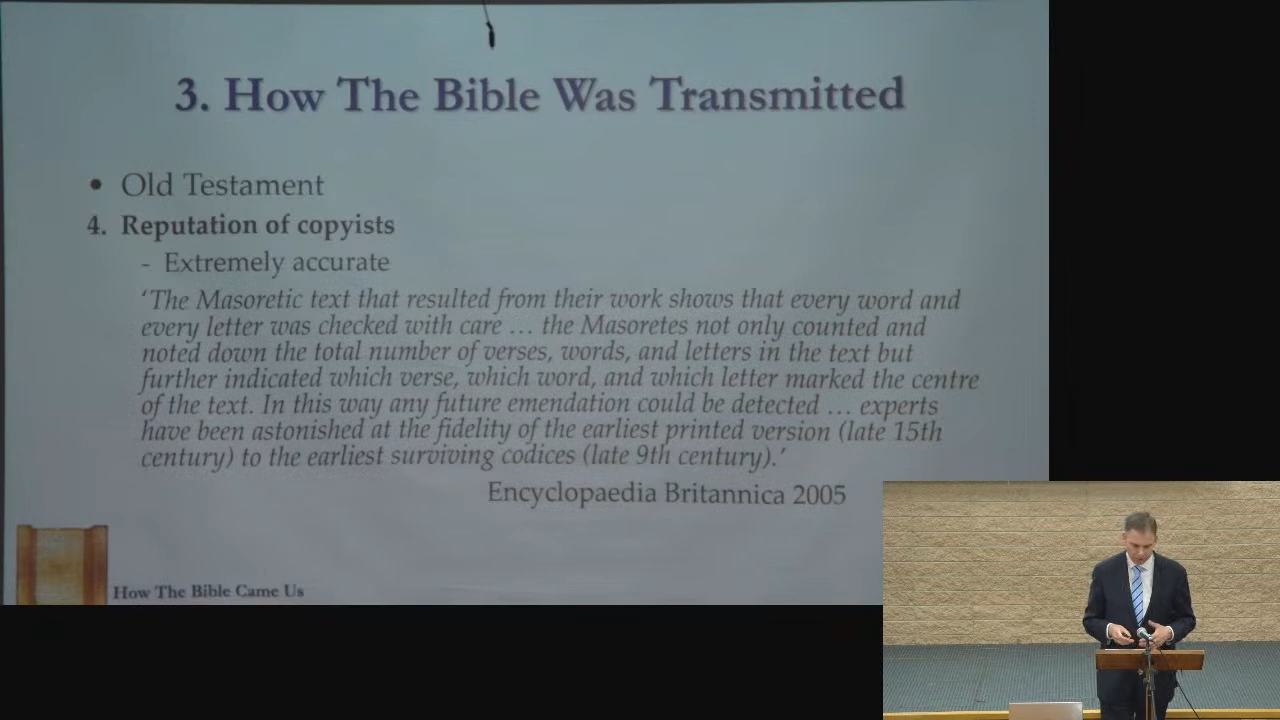 3. How The Bible Was Transmitted
• Old Testament
4. Reputation of copyists
- Extremely accurate
‘The Masoretic text that resulted from their work shows that every word and
every letter was checked with care … the Masoretes not only counted and
noted down the total number of verses, words, and letters in the text but
further indicated which verse, which word, and which letter marked the centre
of the text. In this way any future emendation could be detected … experts
have been astonished at the fidelity of the earliest printed version (late 15th
century) to the earliest surviving codices (late 9th century).’
Encyclopaedia Britannica 2005
How The Bible Came Us